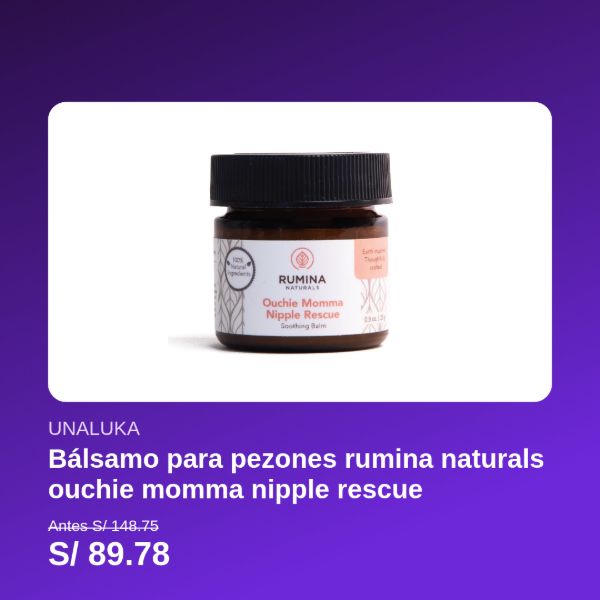 100%
Natural
Ingredients
RUMINA
NATURALS
Ouchie Momma
Nipple Rescue
Soothing Balm
UNALUKA
Bálsamo para pezones rumina naturals
ouchie momma nipple rescue
Antes S/ 148.75
S/ 89.78